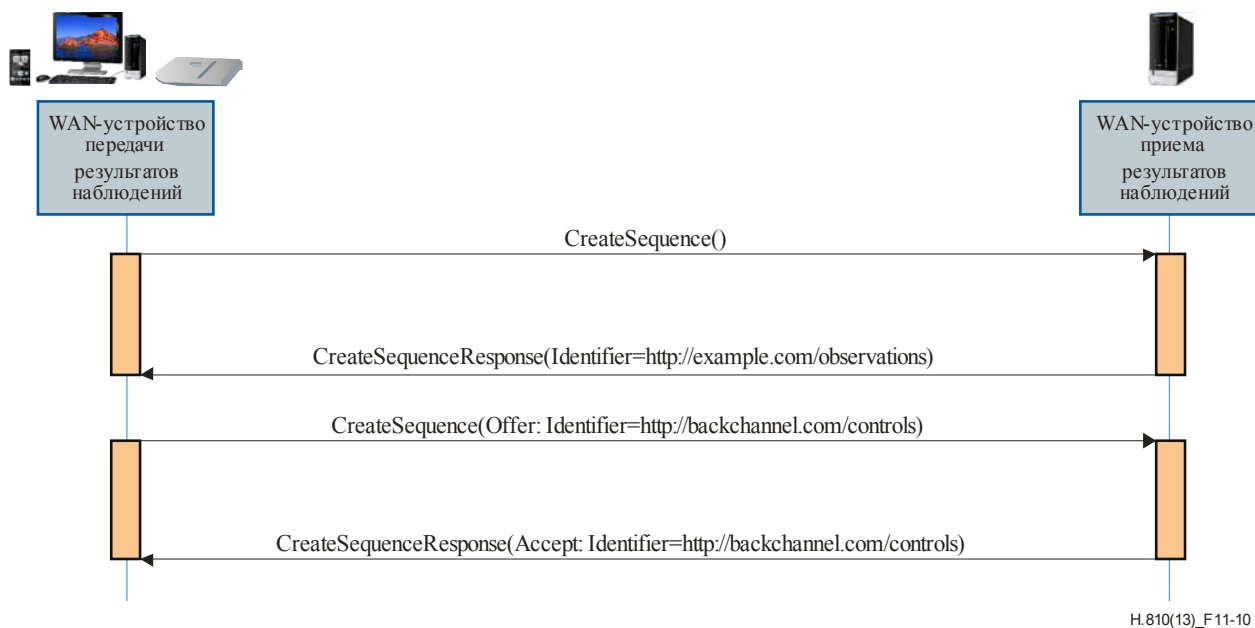 WAN-устройство
передачи
результатов
наблюдений
WAN-устройство
приема
результатов
наблюдений
CreateSequence()
CreateSequenceResponse(Identifier=http://example.com/observations)
CreateSequence(Offer: Identifier=http://backchannel.com/controls)
CreateSequenceResponse(Accept: Identifier=http://backchannel.com/controls)
H.810(13)_F11-10